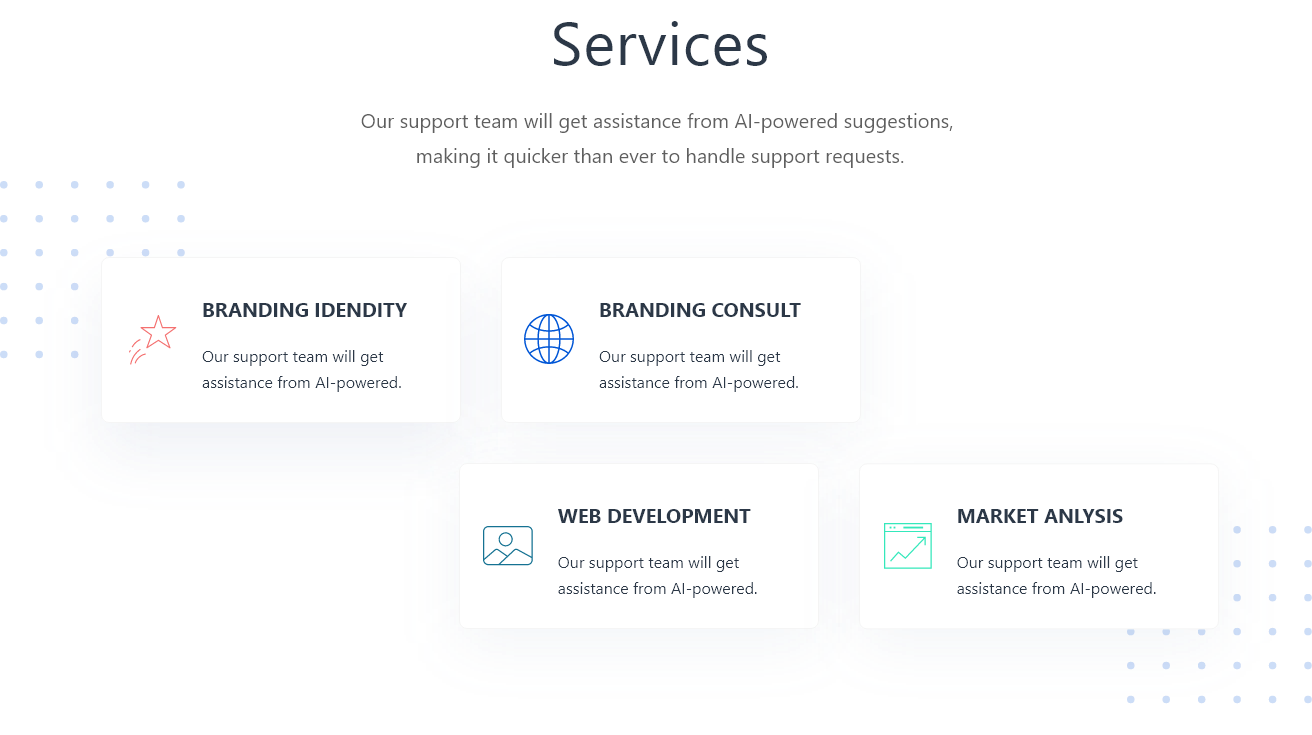 Services
Our support team will get assistance from AI-powered suggestions,
making it quicker than ever to handle support requests.
BRANDING IDENDITY
Our support team will get
assistance from AI-powered.
BRANDING CONSULT
Our support team will get
assistance from AI-powered.
WEB DEVELOPMENT
Our support team will get
assistance from AI-powered.
MARKET ANLYSIS
Our support team will get
assistance from AI-powered.